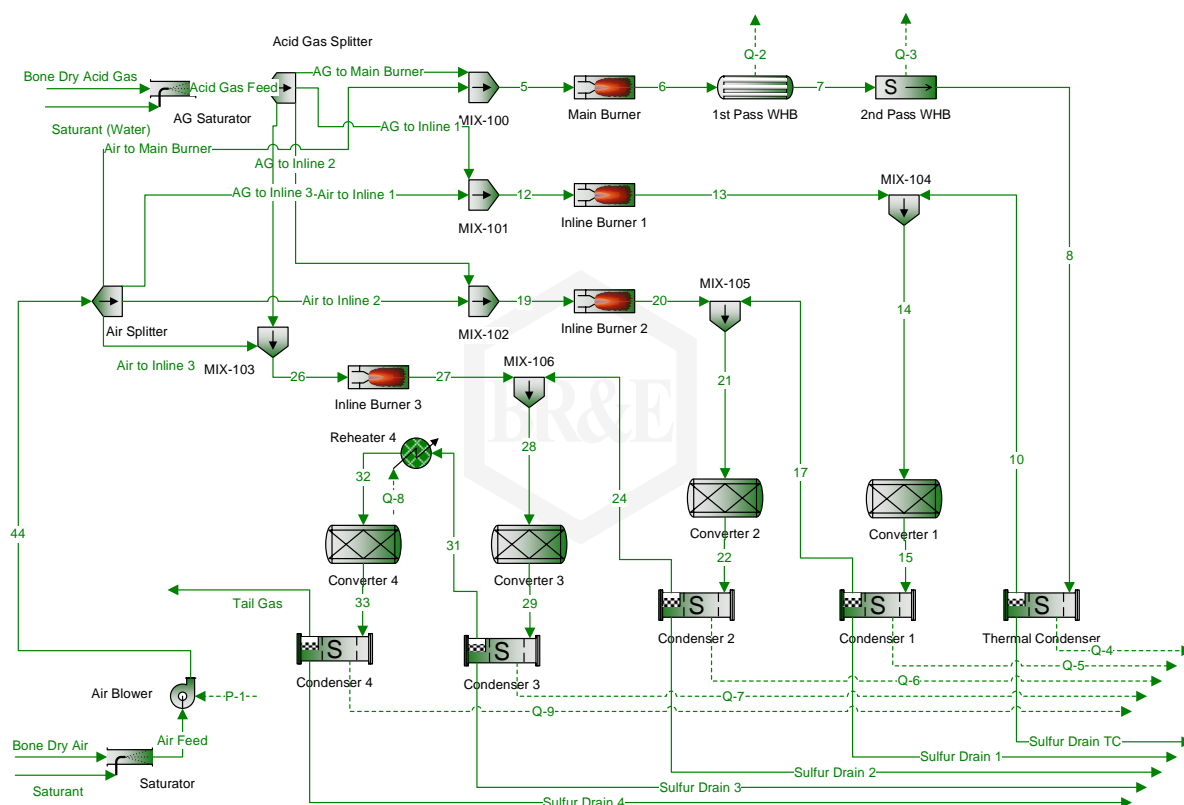 Acid Gas Splitter
Q-2
Q-3
AG to Main Burner
Bone Dry Acid Gas
Acid Gas Feed
5
6
7
AG Saturator
MIX-100
Main Burner
1st Pass WHB
2nd Pass WHB
Saturant (Water)
AG to Inline 1
Air to Main Burner
AG to Inline 2
MIX-104
AG to Inline 3
Air to Inline 1
12
13
MIX-101
Inline Burner 1
8
MIX-105
Air to Inline 2
19
20
14
Air Splitter
MIX-102
Inline Burner 2
Air to Inline 3
MIX-103
MIX-106
26
27
21
Inline Burner 3
BR&E
Reheater 4
28
10
17
32
Q-8
24
44
31
Converter 2
Converter 1
22
15
Converter 4
Converter 3
33
29
Tail Gas
Condenser 2
Condenser 1
Thermal Condenser
Q-4
Q-5
Condenser 4
Condenser 3
Q-6
Q-7
Air Blower
P-1
Q-9
Air Feed
Bone Dry Air
Sulfur Drain TC
Sulfur Drain 1
Saturant
Saturator
Sulfur Drain 2
Sulfur Drain 3
Sulfur Drain 4